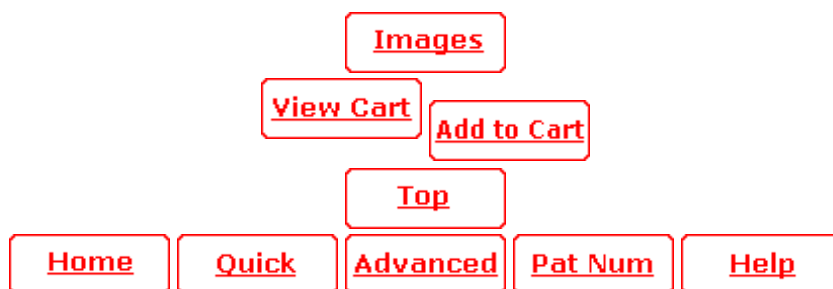 Images
View Cart
Add to Cart
Top
Home Quick Advanced Pat Num Help